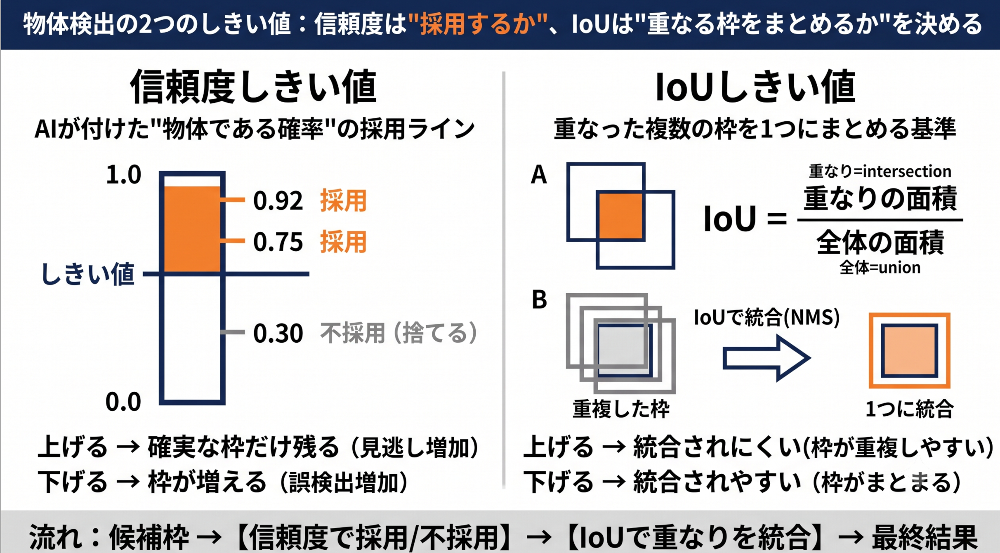 物体検出の2つのしきい値：信頼度は"採用するか"、IoUは"重なる枠をまとめるか"を決める
信頼度しきい値
AIが付けた"物体である確率"の採用ライン
1.0
0.92 採用
0.75 採用
しきい値
0.30 不採用（捨てる）
0.0
上げる → 確実な枠だけ残る（見逃し増加）
下げる → 枠が増える（誤検出増加）
IoUしきい値
重なった複数の枠を1つにまとめる基準
A
重なり=intersection
重なりの面積
IoU =
全体の面積
全体=union
B
IoUで統合(NMS)
重複した枠
1つに統合
上げる → 統合されにくい(枠が重複しやすい）
下げる → 統合されやすい（枠がまとまる）
流れ：候補枠 → 【信頼度で採用/不採用】 → 【IoUで重なりを統合】 → 最終結果